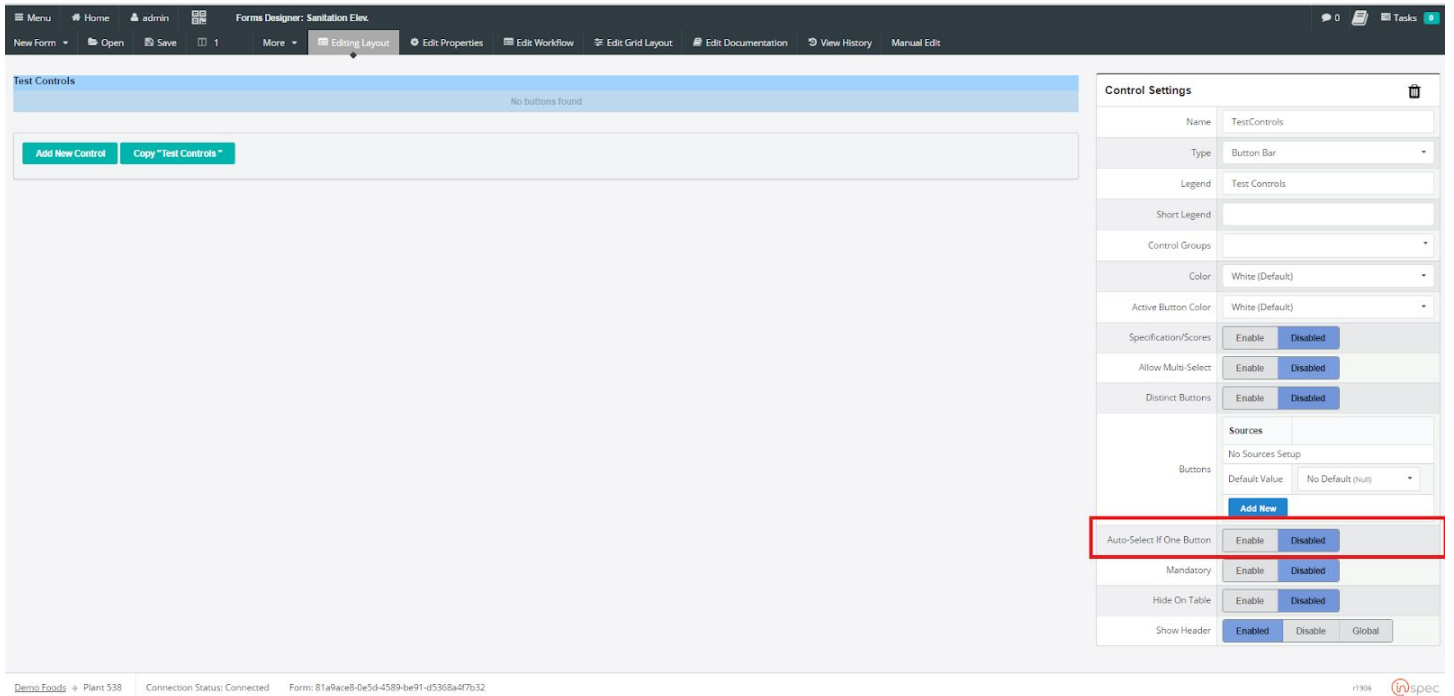 Menu Home admin Forms Designer: Sanitation Elev. 0 Tasks 0
New Form Open Save 1 More Editing Layout Edit Properties Edit Workflow Edit Grid Layout Edit Documentation View History Manual Edit
Test Controls
No buttons found
Add New Control Copy "Test Controls "
Control Settings
Name TestControls
Type Button Bar
Legend Test Controls
Short Legend
Control Groups
Color White (Default)
Active Button Color White (Default)
Specification/Scores Enable Disabled
Allow Multi-Select Enable Disabled
Distinct Buttons Enable Disabled
Sources
No Sources Setup
Buttons
Default Value No Default (Null)
Add New
Auto-Select If One Button Enable Disabled
Mandatory Enable Disabled
Hide On Table Enable Disabled
Show Header Enabled Disable Global
Demo Foods → Plant 538 Connection Status: Connected Form: 81a9ace8-0e5d-4589-be91-d5368a4f7b32 r1906 inspec